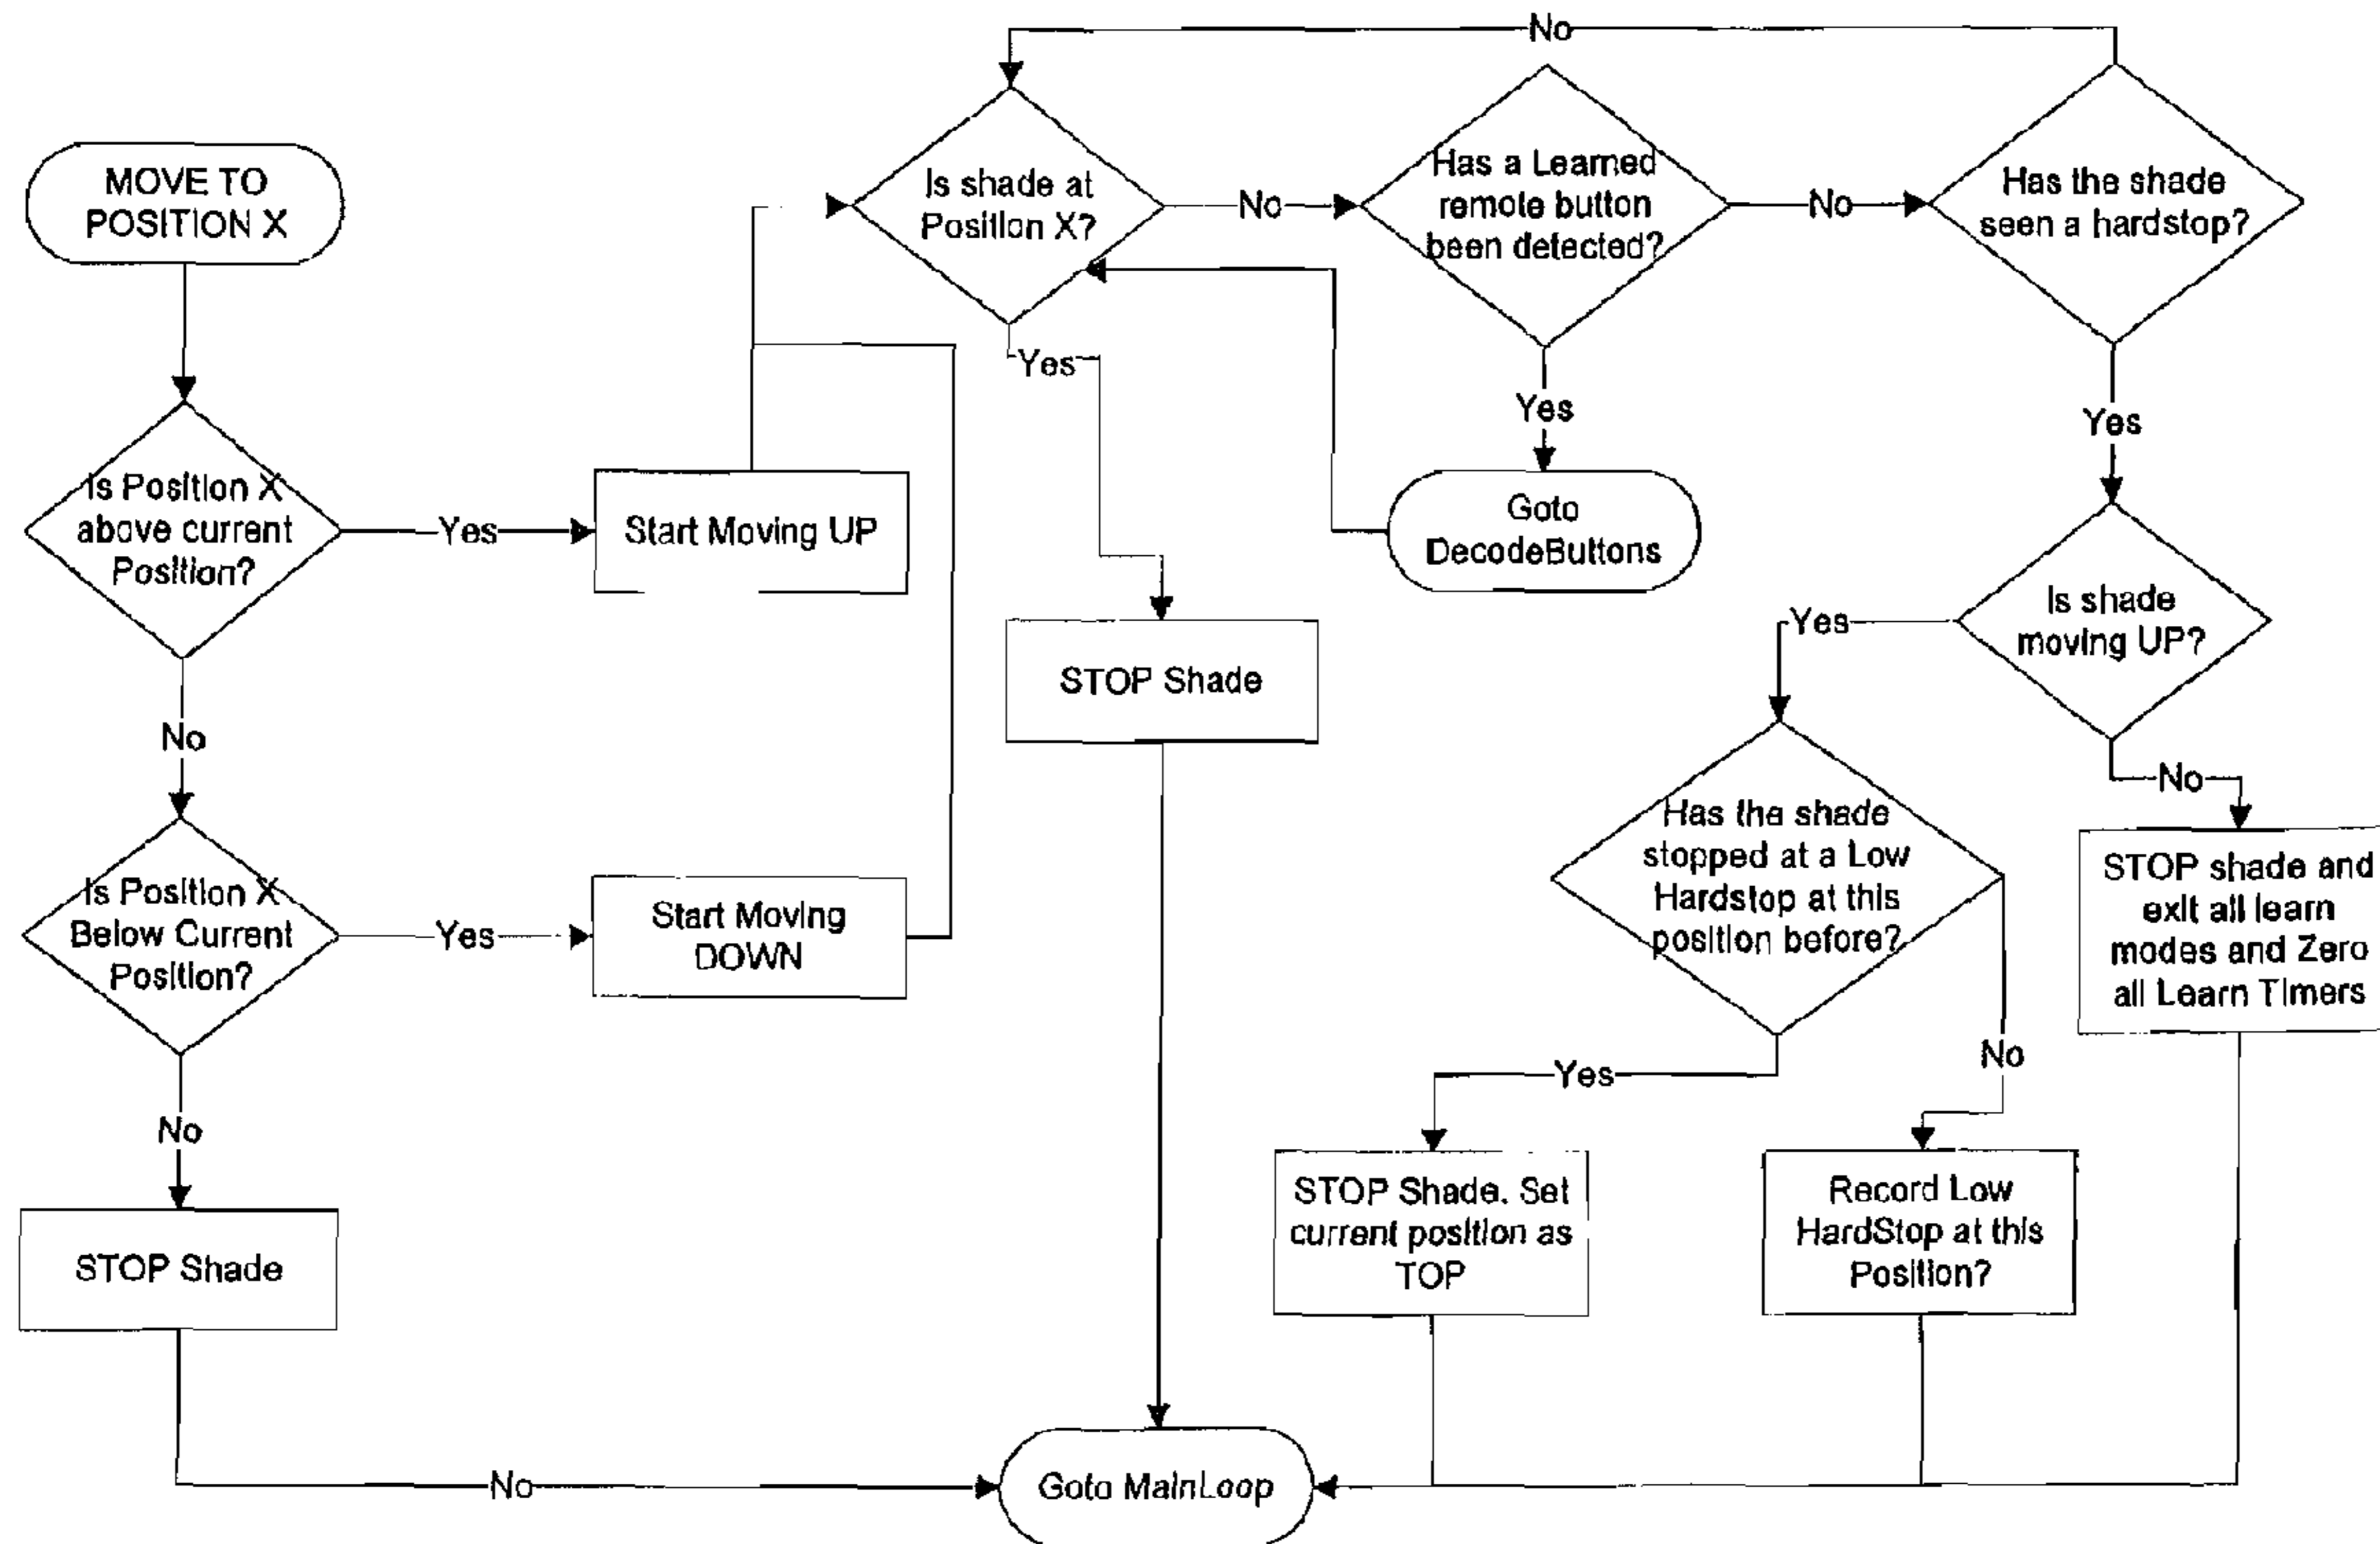 No
MOVE TO
POSITION X
Is shade at
Position X?
No
Has a Learned
remote button
been detected?
No
Has the shade
seen a hardstop?
Yes
Yes
Yes
Is Position X
above current
Position?
Yes
Start Moving UP
Goto
DecodeButtons
Is shade
moving UP?
Yes
STOP Shade
No
No
Has the shade
stopped at a Low
Hardstop at this
position before?
STOP shade and
exit all learn
modes and Zero
all Learn Timers
Is Position X
Below Current
Position?
Yes
Start Moving
DOWN
No
Yes
No
STOP Shade
STOP Shade. Set
current position as
TOP
Record Low
HardStop at this
Position?
No
Goto MainLoop